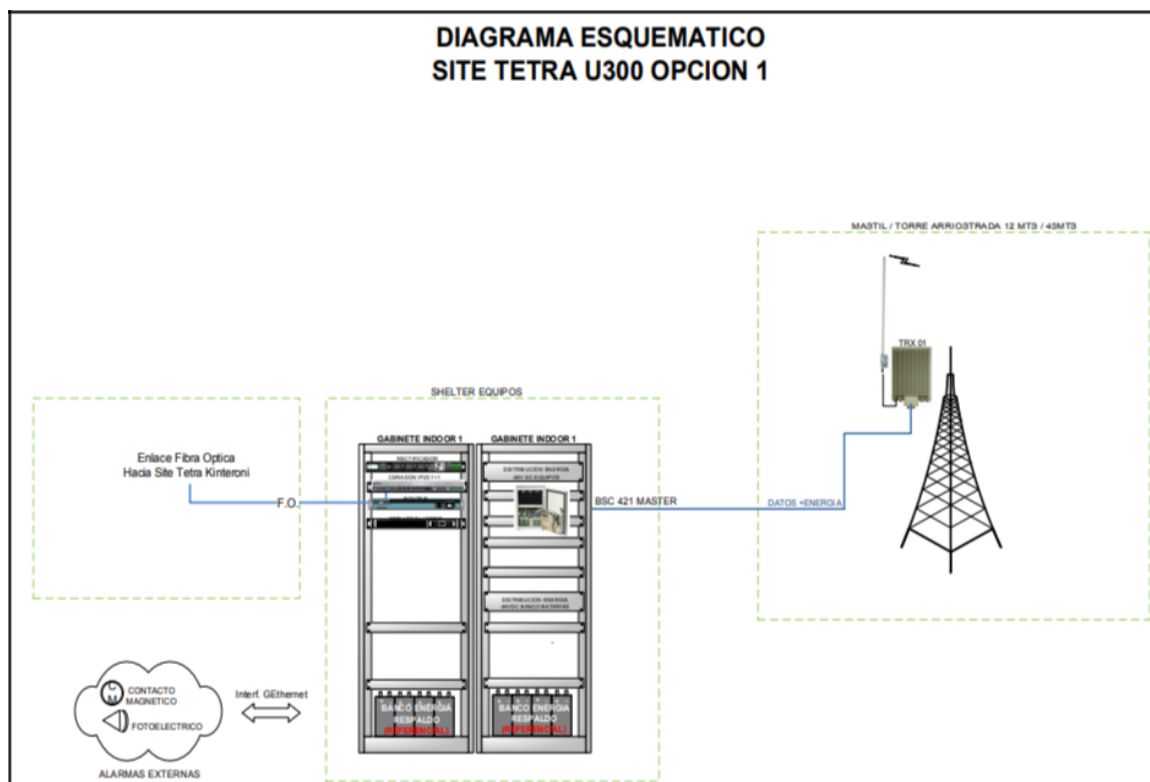 DIAGRAMA ESQUEMATICO
SITE TETRA U300 OPCION 1
MASTIL / TORRE ARRIOSTRADA 12 MTS / 45MTS
TRX 01
SHELTER EQUIPOS
GABINETE INDOOR 1
GABINETE INDOOR 1
Enlace Fibra Optica
Hacia Site Tetra Kinteroni
F.O.
RECTIFICADOR
DISTRIBUCION ENERGIA
48V DC EQUIPOS
BSC 421 MASTER
DATOS +ENERGIA
DISTRIBUCION ENERGIA
48VDC BANCO BATERIAS
C
M
CONTACTO
MAGNETICO
FOTOELECTRICO
Interf. GEthernet
BANCO ENERGIA
RESPALDO
(REFERENCIAL)
BANCO ENERGIA
RESPALDO
(REFERENCIAL)
ALARMAS EXTERNAS